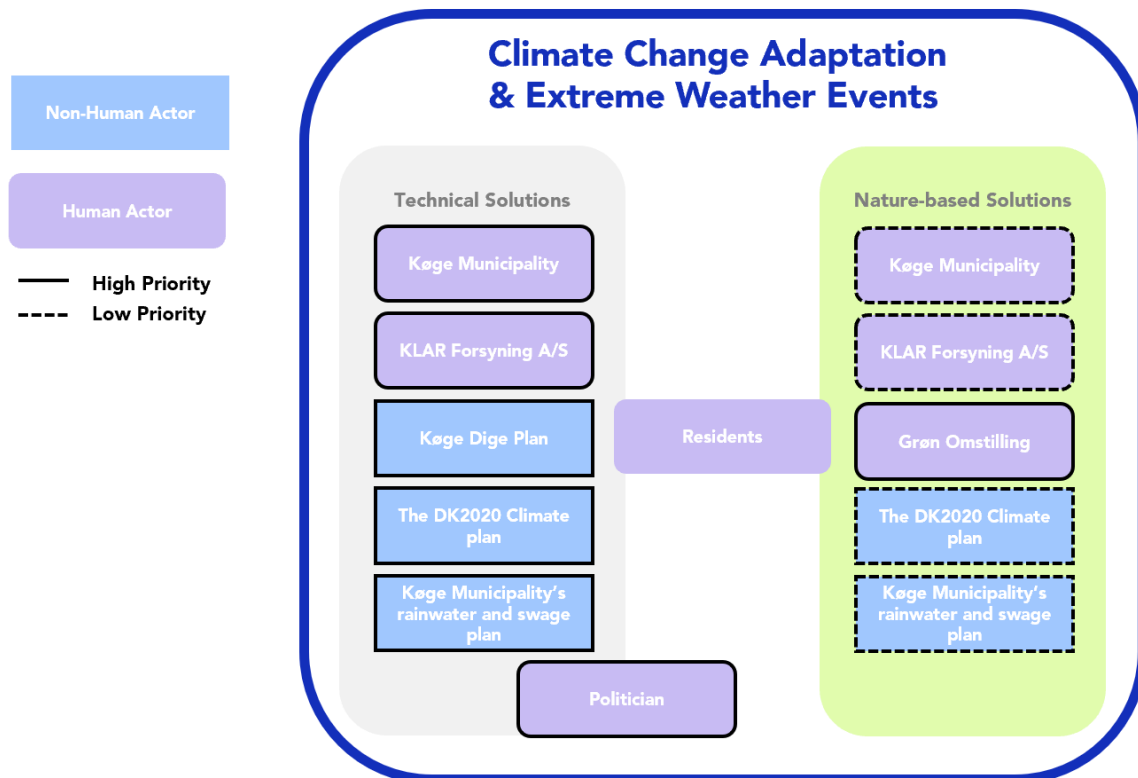 Climate Change Adaptation
& Extreme Weather Events
Non-Human Actor
Human Actor
High Priority
Low Priority
Technical Solutions
Køge Municipality
KLAR Forsyning A/S
Køge Dige Plan
The DK2020 Climate
plan
Køge Municipality's
rainwater and swage
plan
Residents
Politician
Nature-based Solutions
Køge Municipality
KLAR Forsyning A/S
Grøn Omstilling
The DK2020 Climate
plan
Køge Municipality's
rainwater and swage
plan